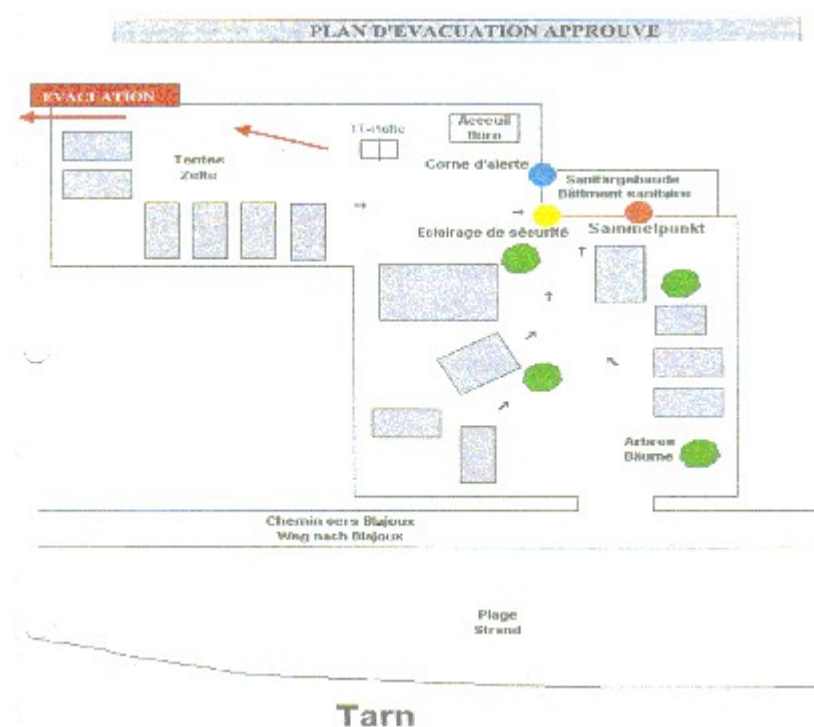 PLAN D'EVACUATION APPROUVE
EVACUATION
Tentes
Zelte
Acceuil
Büro
Corne d'alerte
Sanitärgebäude
Bâtiment sanitaire
Eclairage de sécurité
Sammelpunkt
Arbres
Bäume
Chemin vers Blajoux
Weg nach Blajoux
Plage
Strand
Tarn